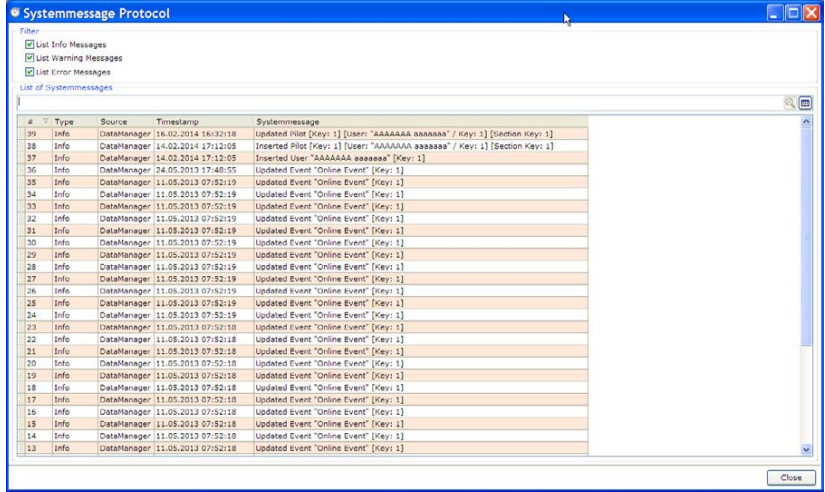 Systemmessage Protocol
Filter
List Info Messages
List Warning Messages
List Error Messages
List of Systemmessages
# Type Source Timestamp Systemmessage
39 Info DataManager 16.02.2014 16:32:18 Updated Pilot [Key: 1] [User: "AAAAAAA aaaaaaa" / Key: 1] [Section Key: 1]
38 Info DataManager 14.02.2014 17:12:05 Inserted Pilot [Key: 1] [User: "AAAAAAA aaaaaaa" / Key: 1] [Section Key: 1]
37 Info DataManager 14.02.2014 17:12:05 Inserted User "AAAAAAA aaaaaaa" [Key: 1]
36 Info DataManager 24.05.2013 17:48:55 Updated Event "Online Event" [Key: 1]
35 Info DataManager 11.05.2013 07:52:19 Updated Event "Online Event" [Key: 1]
34 Info DataManager 11.05.2013 07:52:19 Updated Event "Online Event" [Key: 1]
33 Info DataManager 11.05.2013 07:52:19 Updated Event "Online Event" [Key: 1]
32 Info DataManager 11.05.2013 07:52:19 Updated Event "Online Event" [Key: 1]
31 Info DataManager 11.05.2013 07:52:19 Updated Event "Online Event" [Key: 1]
30 Info DataManager 11.05.2013 07:52:19 Updated Event "Online Event" [Key: 1]
29 Info DataManager 11.05.2013 07:52:19 Updated Event "Online Event" [Key: 1]
28 Info DataManager 11.05.2013 07:52:19 Updated Event "Online Event" [Key: 1]
27 Info DataManager 11.05.2013 07:52:19 Updated Event "Online Event" [Key: 1]
26 Info DataManager 11.05.2013 07:52:19 Updated Event "Online Event" [Key: 1]
25 Info DataManager 11.05.2013 07:52:19 Updated Event "Online Event" [Key: 1]
24 Info DataManager 11.05.2013 07:52:19 Updated Event "Online Event" [Key: 1]
23 Info DataManager 11.05.2013 07:52:18 Updated Event "Online Event" [Key: 1]
22 Info DataManager 11.05.2013 07:52:18 Updated Event "Online Event" [Key: 1]
21 Info DataManager 11.05.2013 07:52:18 Updated Event "Online Event" [Key: 1]
20 Info DataManager 11.05.2013 07:52:18 Updated Event "Online Event" [Key: 1]
19 Info DataManager 11.05.2013 07:52:18 Updated Event "Online Event" [Key: 1]
18 Info DataManager 11.05.2013 07:52:18 Updated Event "Online Event" [Key: 1]
17 Info DataManager 11.05.2013 07:52:18 Updated Event "Online Event" [Key: 1]
16 Info DataManager 11.05.2013 07:52:18 Updated Event "Online Event" [Key: 1]
15 Info DataManager 11.05.2013 07:52:18 Updated Event "Online Event" [Key: 1]
14 Info DataManager 11.05.2013 07:52:18 Updated Event "Online Event" [Key: 1]
13 Info DataManager 11.05.2013 07:52:18 Updated Event "Online Event" [Key: 1]
Close